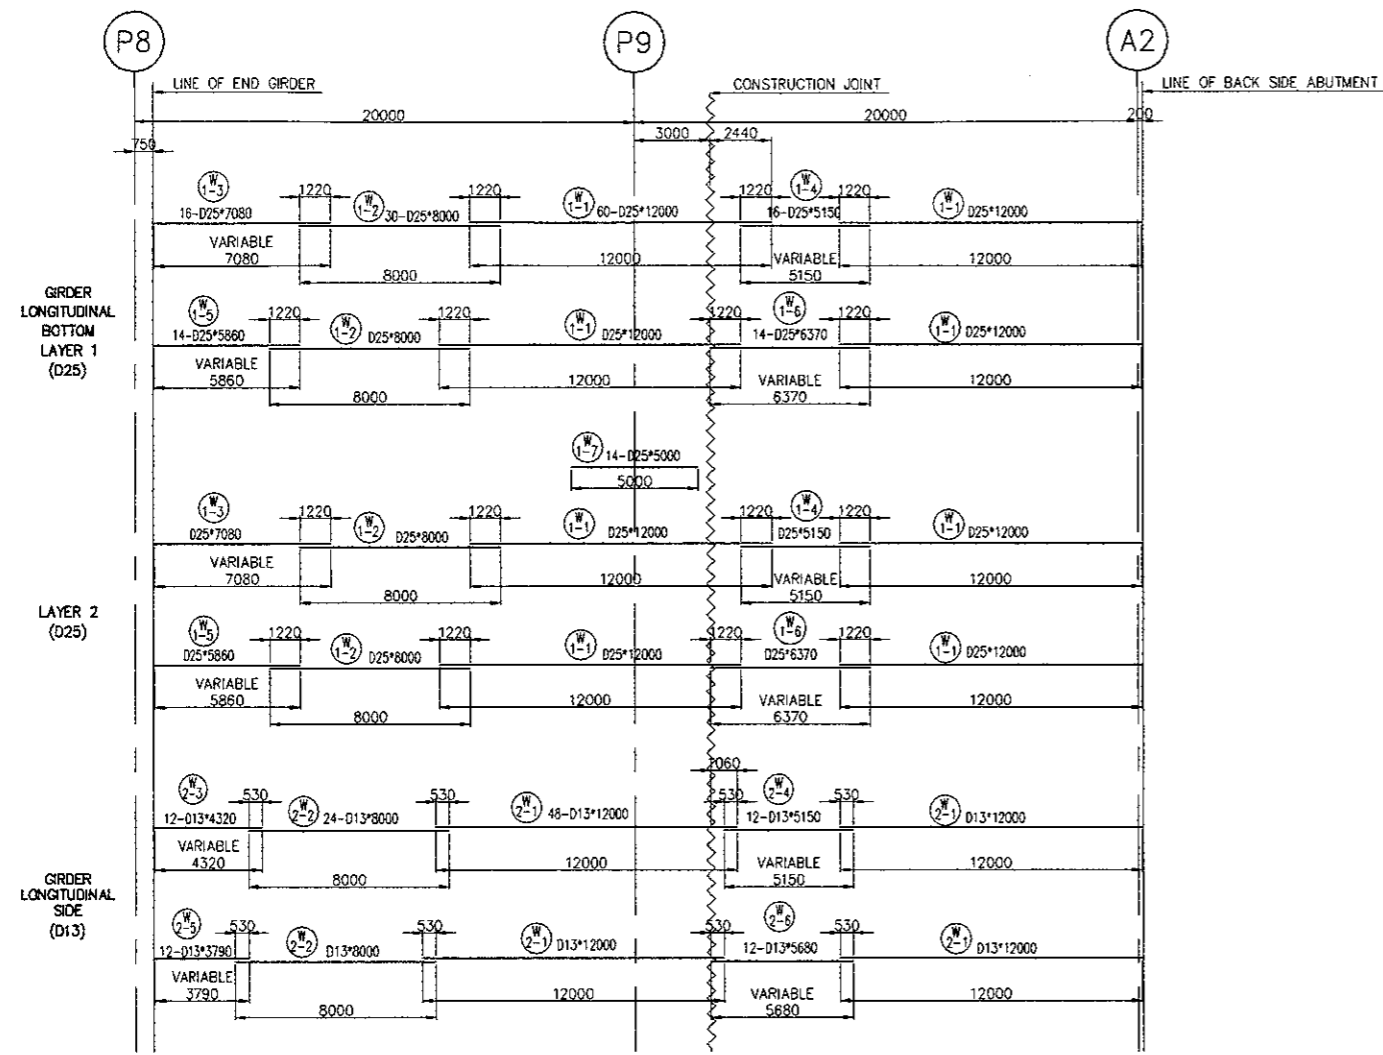 P8 P9 A2
LINE OF END GIRDER CONSTRUCTION JOINT LINE OF BACK SIDE ABUTMENT
20000 20000 200
750 3000 2440
W 1-3 1220 W 1-2 1220 W 1-1 1220 W 1-4 1220 W 1-1
16-D25*7080 30-D25*8000 60-D25*12000 16-D25*5150 D25*12000
VARIABLE VARIABLE
7080 8000 12000 5150 12000
GIRDER
LONGITUDINAL
BOTTOM
LAYER 1
(D25)
W 1-5 1220 W 1-2 1220 W 1-1 1220 W 1-6 1220 W 1-1
14-D25*5860 D25*8000 D25*12000 14-D25*6370 D25*12000
VARIABLE VARIABLE
5860 8000 12000 6370 12000
W 1-7 14-D25*5000
5000
W 1-3 1220 W 1-2 1220 W 1-1 1220 W 1-4 1220 W 1-1
D25*7080 D25*8000 D25*12000 D25*5150 D25*12000
VARIABLE VARIABLE
7080 8000 12000 5150 12000
LAYER 2
(D25)
W 1-5 1220 W 1-2 1220 W 1-1 1220 W 1-6 1220 W 1-1
D25*5860 D25*8000 D25*12000 D25*6370 D25*12000
VARIABLE VARIABLE
5860 8000 12000 6370 12000
1060
W 2-3 530 W 2-2 530 W 2-1 530 W 2-4 530 W 2-1
12-D13*4320 24-D13*8000 48-D13*12000 12-D13*5150 D13*12000
VARIABLE VARIABLE
4320 8000 12000 5150 12000
GIRDER
LONGITUDINAL
SIDE
(D13)
W 2-5 530 W 2-2 530 W 2-1 530 W 2-6 530 W 2-1
12-D13*3790 D13*8000 D13*12000 12-D13*5680 D13*12000
VARIABLE VARIABLE
3790 8000 12000 5680 12000